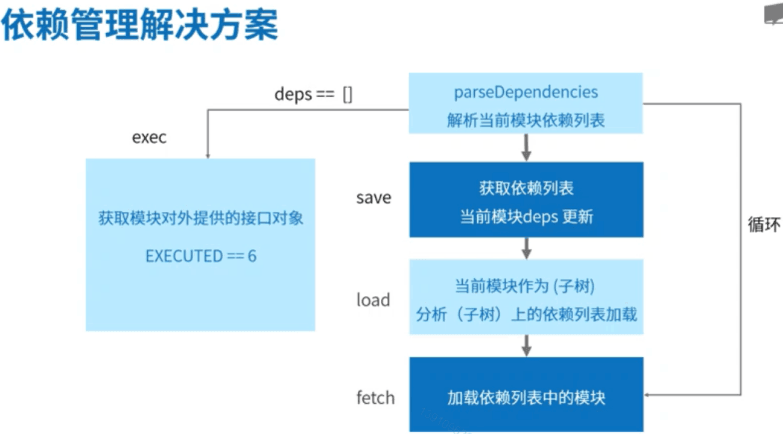 依赖管理解决方案
deps == []
parseDependencies
解析当前模块依赖列表
exec
获取模块对外提供的接口对象
EXECUTED == 6
save
获取依赖列表
当前模块deps 更新
循环
load
当前模块作为 (子树)
分析（子树）上的依赖列表加载
fetch
加载依赖列表中的模块